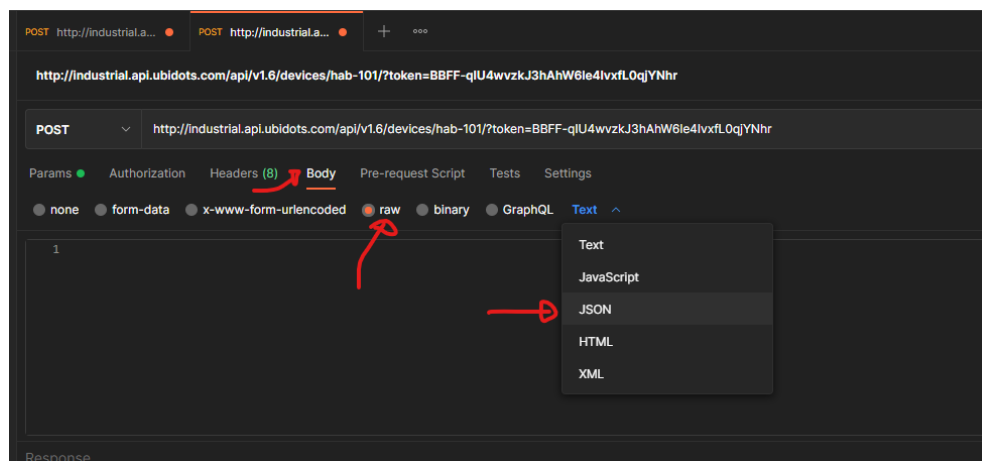 POST http://industrial.a... POST http://industrial.a... + ooo
http://industrial.api.ubidots.com/api/v1.6/devices/hab-101/?token=BBFF-qIU4wvzkJ3hAhW6Ie4IvxfL0qjYNhr
POST http://industrial.api.ubidots.com/api/v1.6/devices/hab-101/?token=BBFF-qIU4wvzkJ3hAhW6Ie4IvxfL0qjYNhr
Params Authorization Headers (8) Body Pre-request Script Tests Settings
none form-data x-www-form-urlencoded raw binary GraphQL Text
1
Text
JavaScript
JSON
HTML
XML
Response